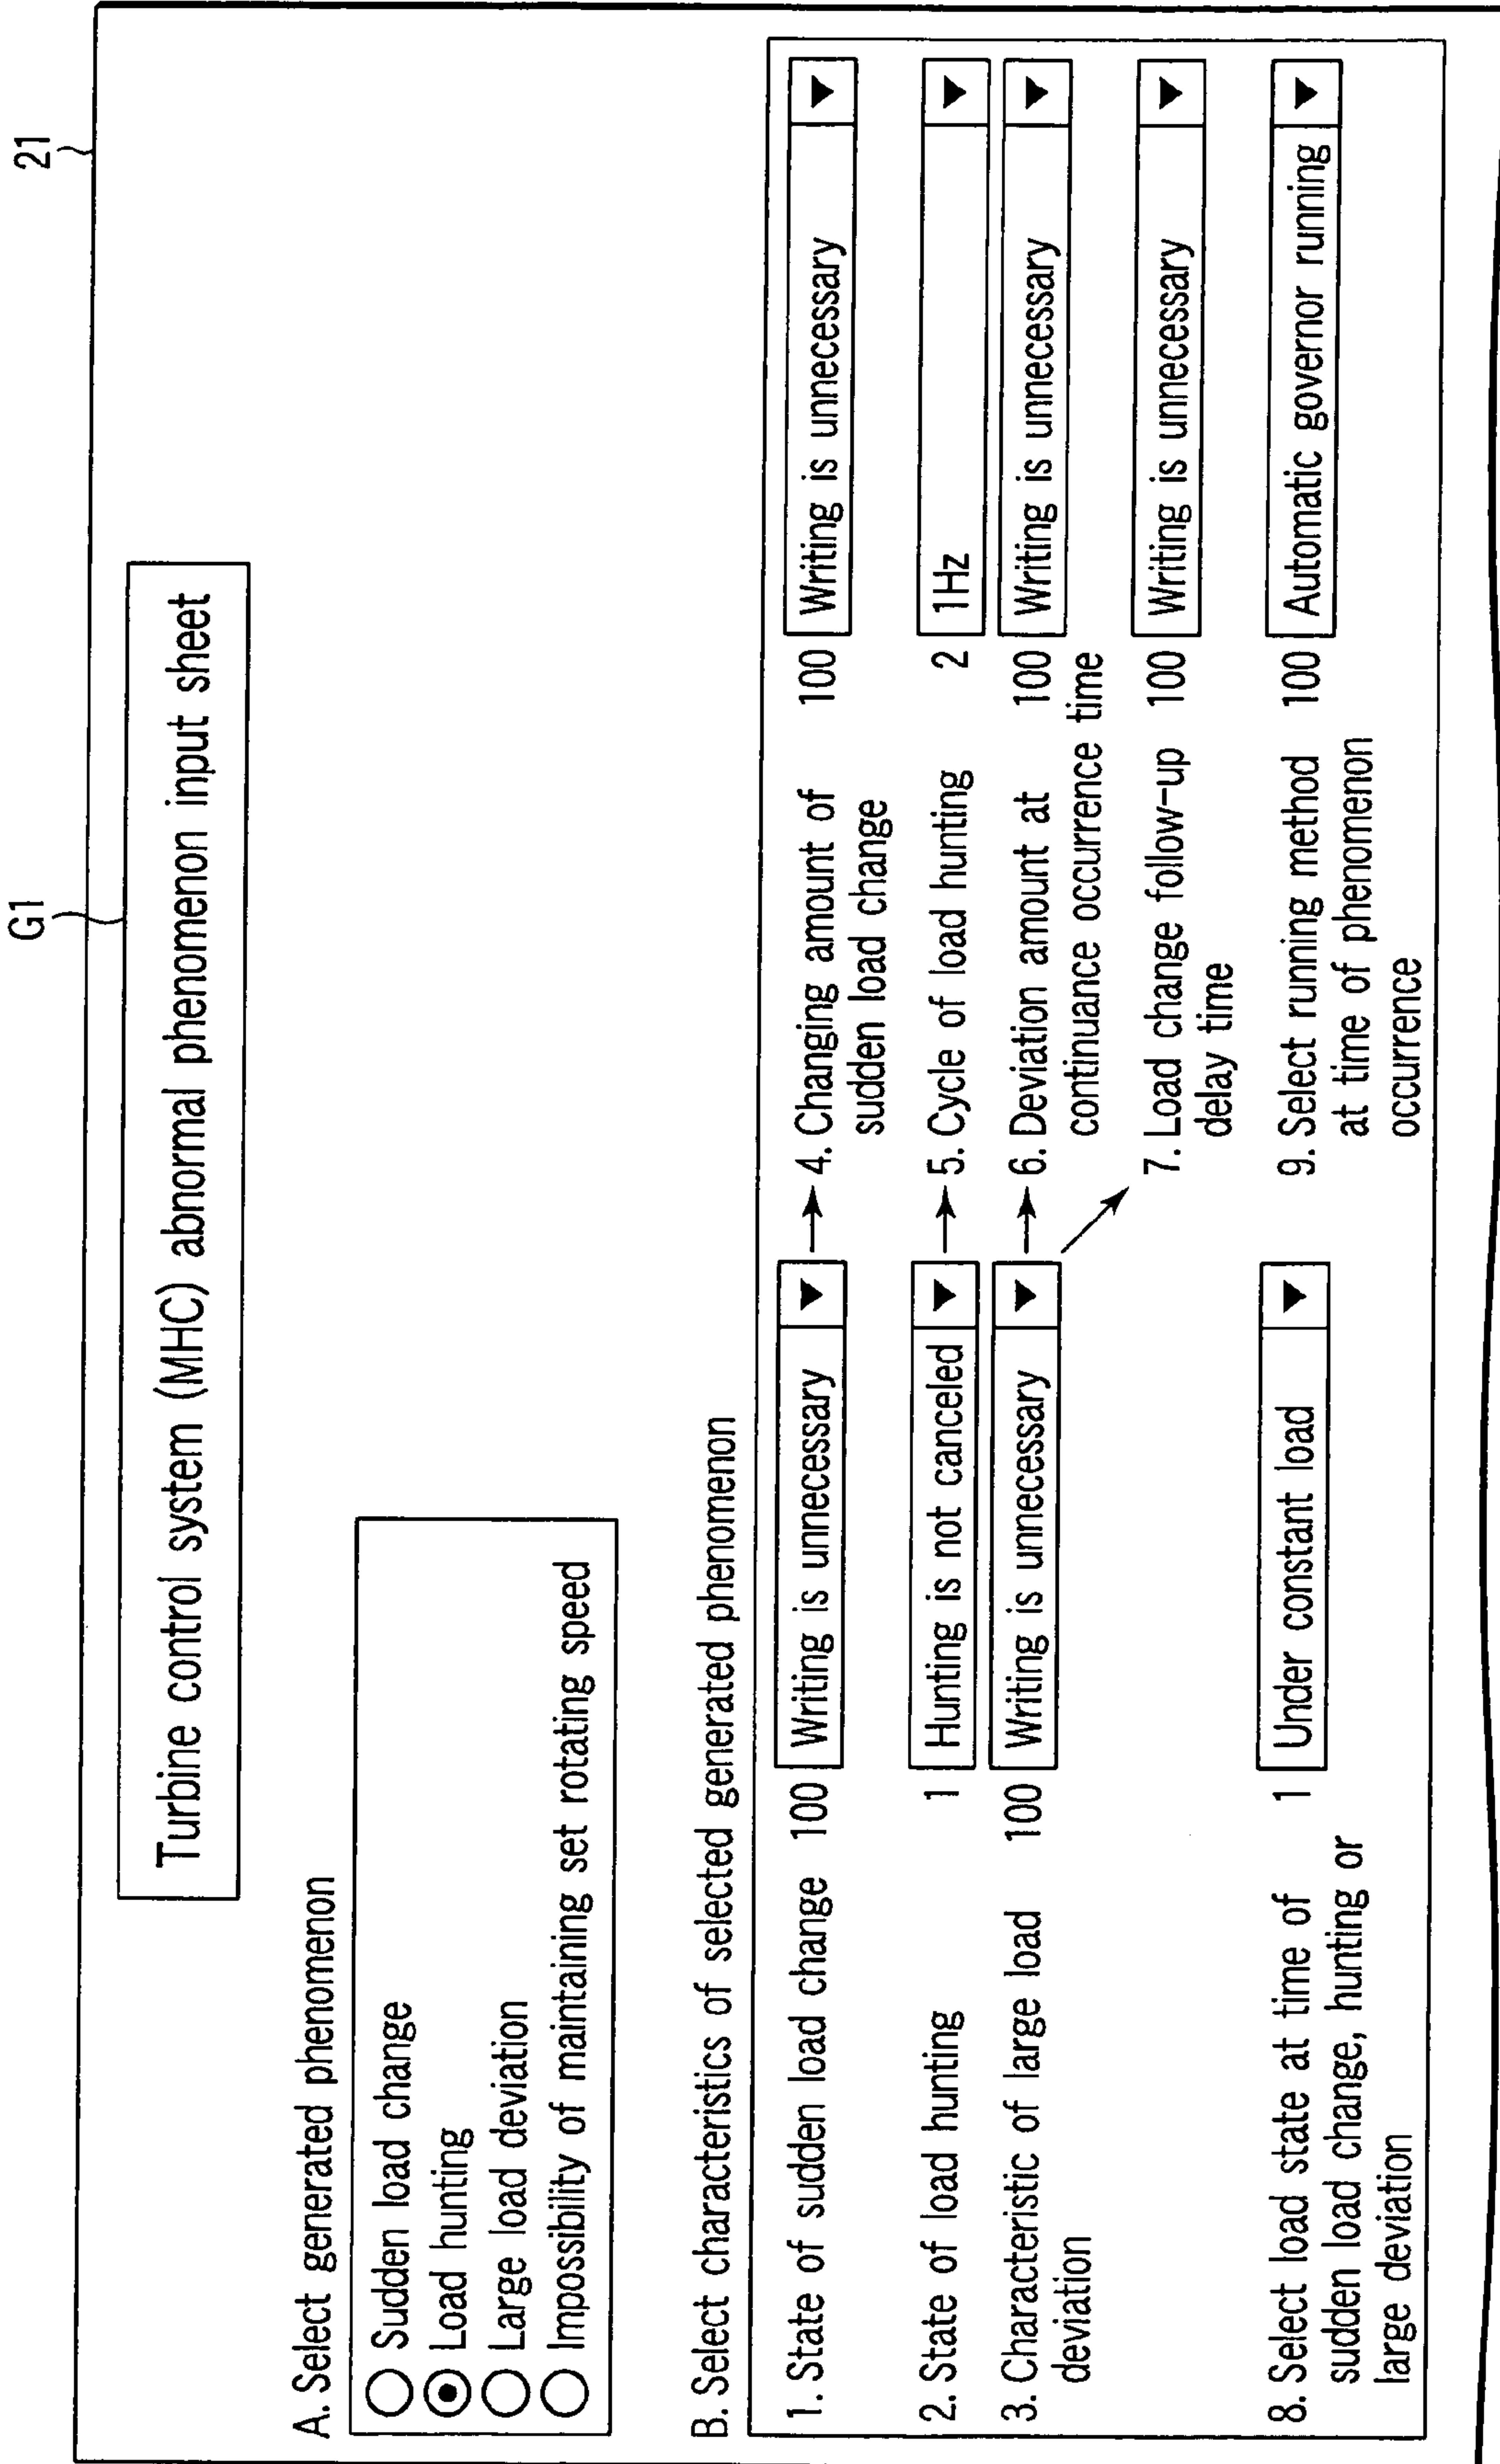 G1
21
Turbine control system (MHC) abnormal phenomenon input sheet
A. Select generated phenomenon
Sudden load change
Load hunting
Large load deviation
Impossibility of maintaining set rotating speed
B. Select characteristics of selected generated phenomenon
1. State of sudden load change 100 Writing is unnecessary
4. Changing amount of
sudden load change
100 Writing is unnecessary
2. State of load hunting 1 Hunting is not canceled
5. Cycle of load hunting 2 1Hz
3. Characteristic of large load
deviation
100 Writing is unnecessary
6. Deviation amount at
continuance occurrence time
100 Writing is unnecessary
7. Load change follow-up
delay time
100 Writing is unnecessary
8. Select load state at time of
sudden load change, hunting or
large deviation
1 Under constant load
9. Select running method
at time of phenomenon
occurrence
100 Automatic governor running